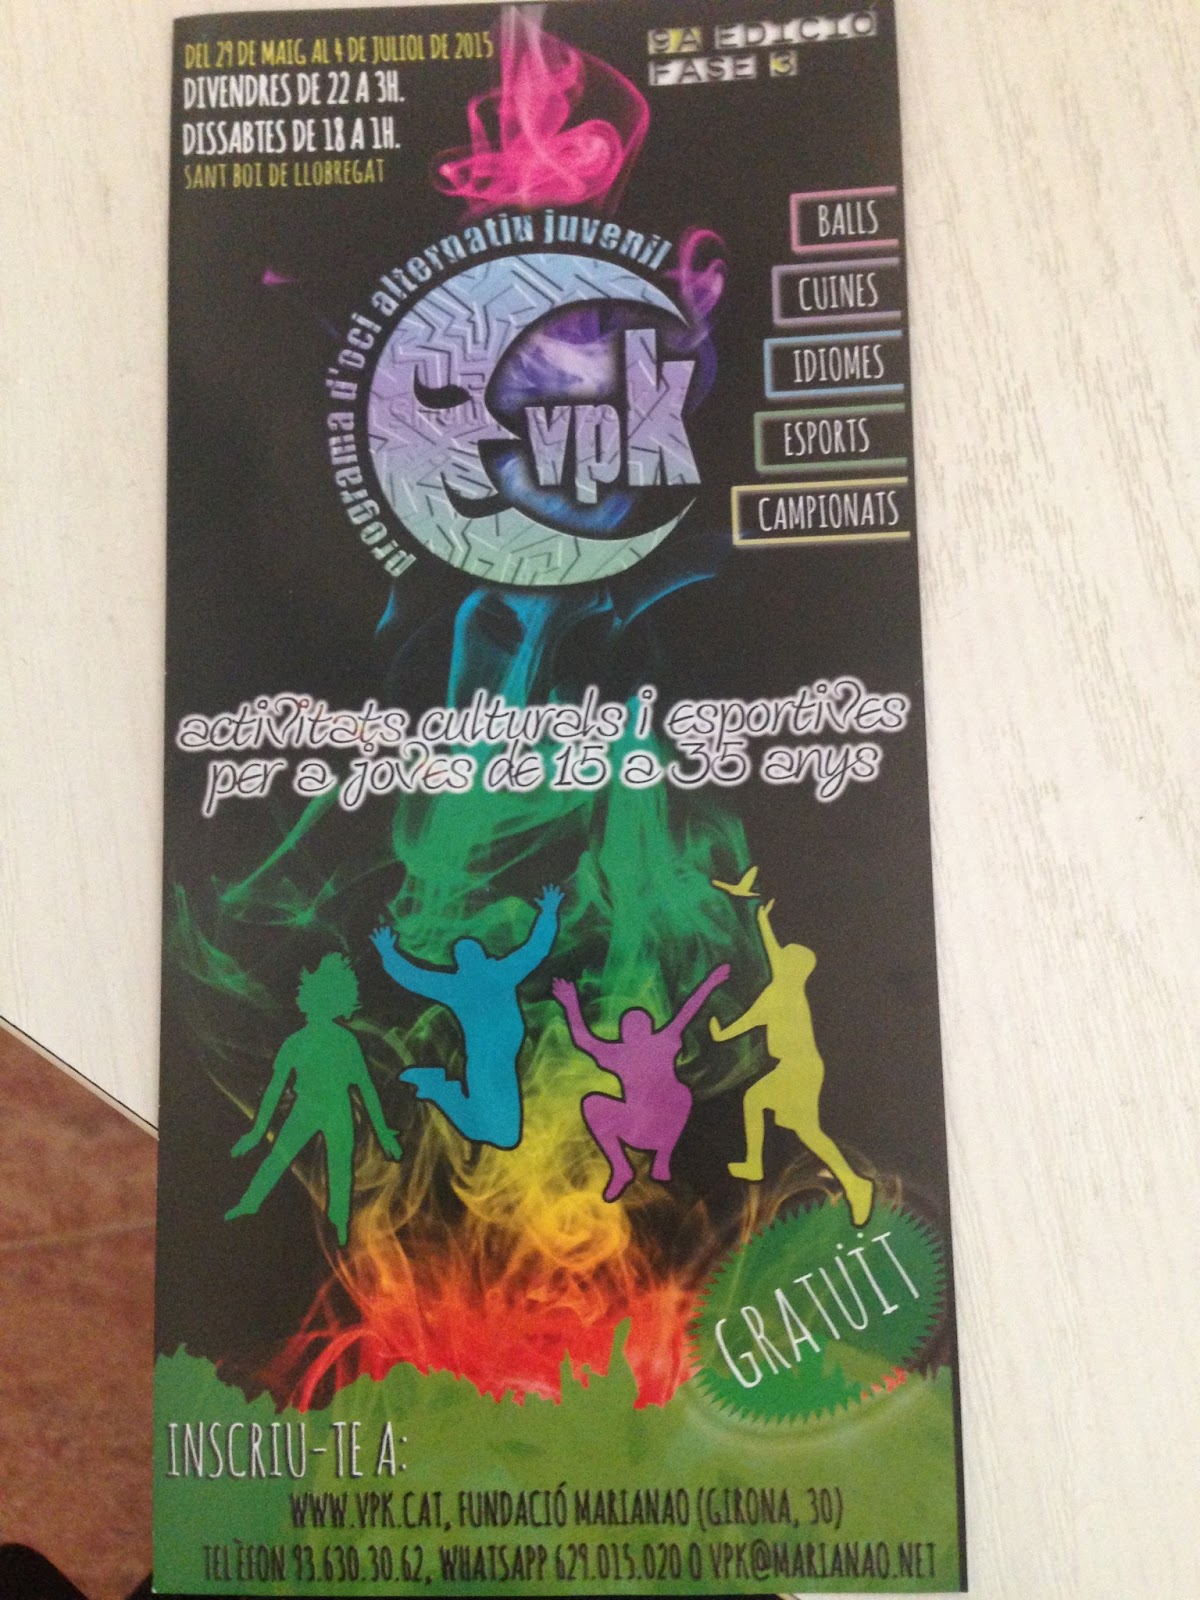 DEL 29 DE MAIG AL 4 DE JULIOL DE 2015
DIVENDRES DE 22 A 3H.
DISSABTES DE 18 A 1H.
SANT BOI DE LLOBREGAT
9A EDICIÓ
FASE 3
programa d'oci alternatiu juvenil
vpk
BALLS
CUINES
IDIOMES
ESPORTS
CAMPIONATS
activitats culturals i esportives
per a joves de 15 a 35 anys
GRATÜÏT
INSCRIU-TE A:
WWW.VPK.CAT, FUNDACIÓ MARIANAO (GIRONA, 30)
TELÈFON 93.630.30.62, WHATSAPP 629.015.020 O VPK@MARIANAO.NET